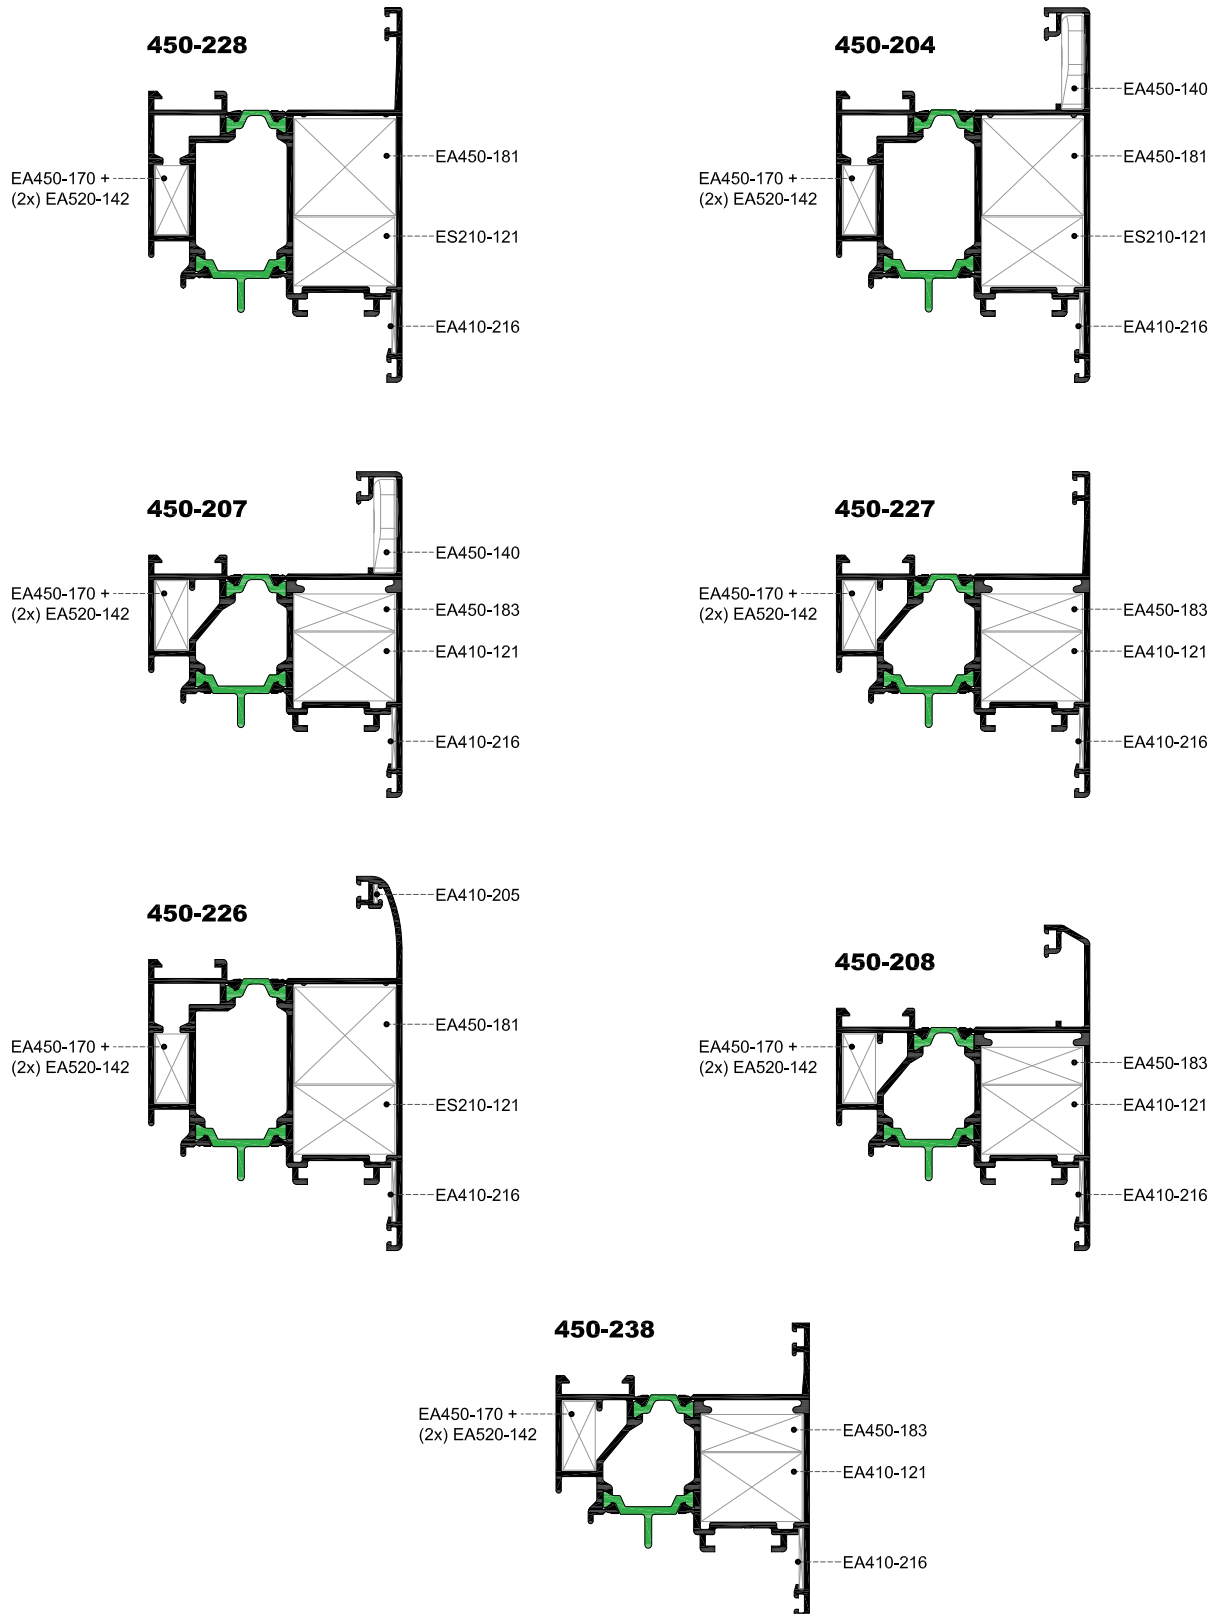 450-228
EA450-181
EA450-170 +
(2x) EA520-142
ES210-121
EA410-216
450-204
EA450-140
EA450-181
EA450-170 +
(2x) EA520-142
ES210-121
EA410-216
450-207
EA450-140
EA450-170 +
(2x) EA520-142
EA450-183
EA410-121
EA410-216
450-227
EA450-170 +
(2x) EA520-142
EA450-183
EA410-121
EA410-216
450-226
EA410-205
EA450-181
EA450-170 +
(2x) EA520-142
ES210-121
EA410-216
450-208
EA450-170 +
(2x) EA520-142
EA450-183
EA410-121
EA410-216
450-238
EA450-170 +
(2x) EA520-142
EA450-183
EA410-121
EA410-216